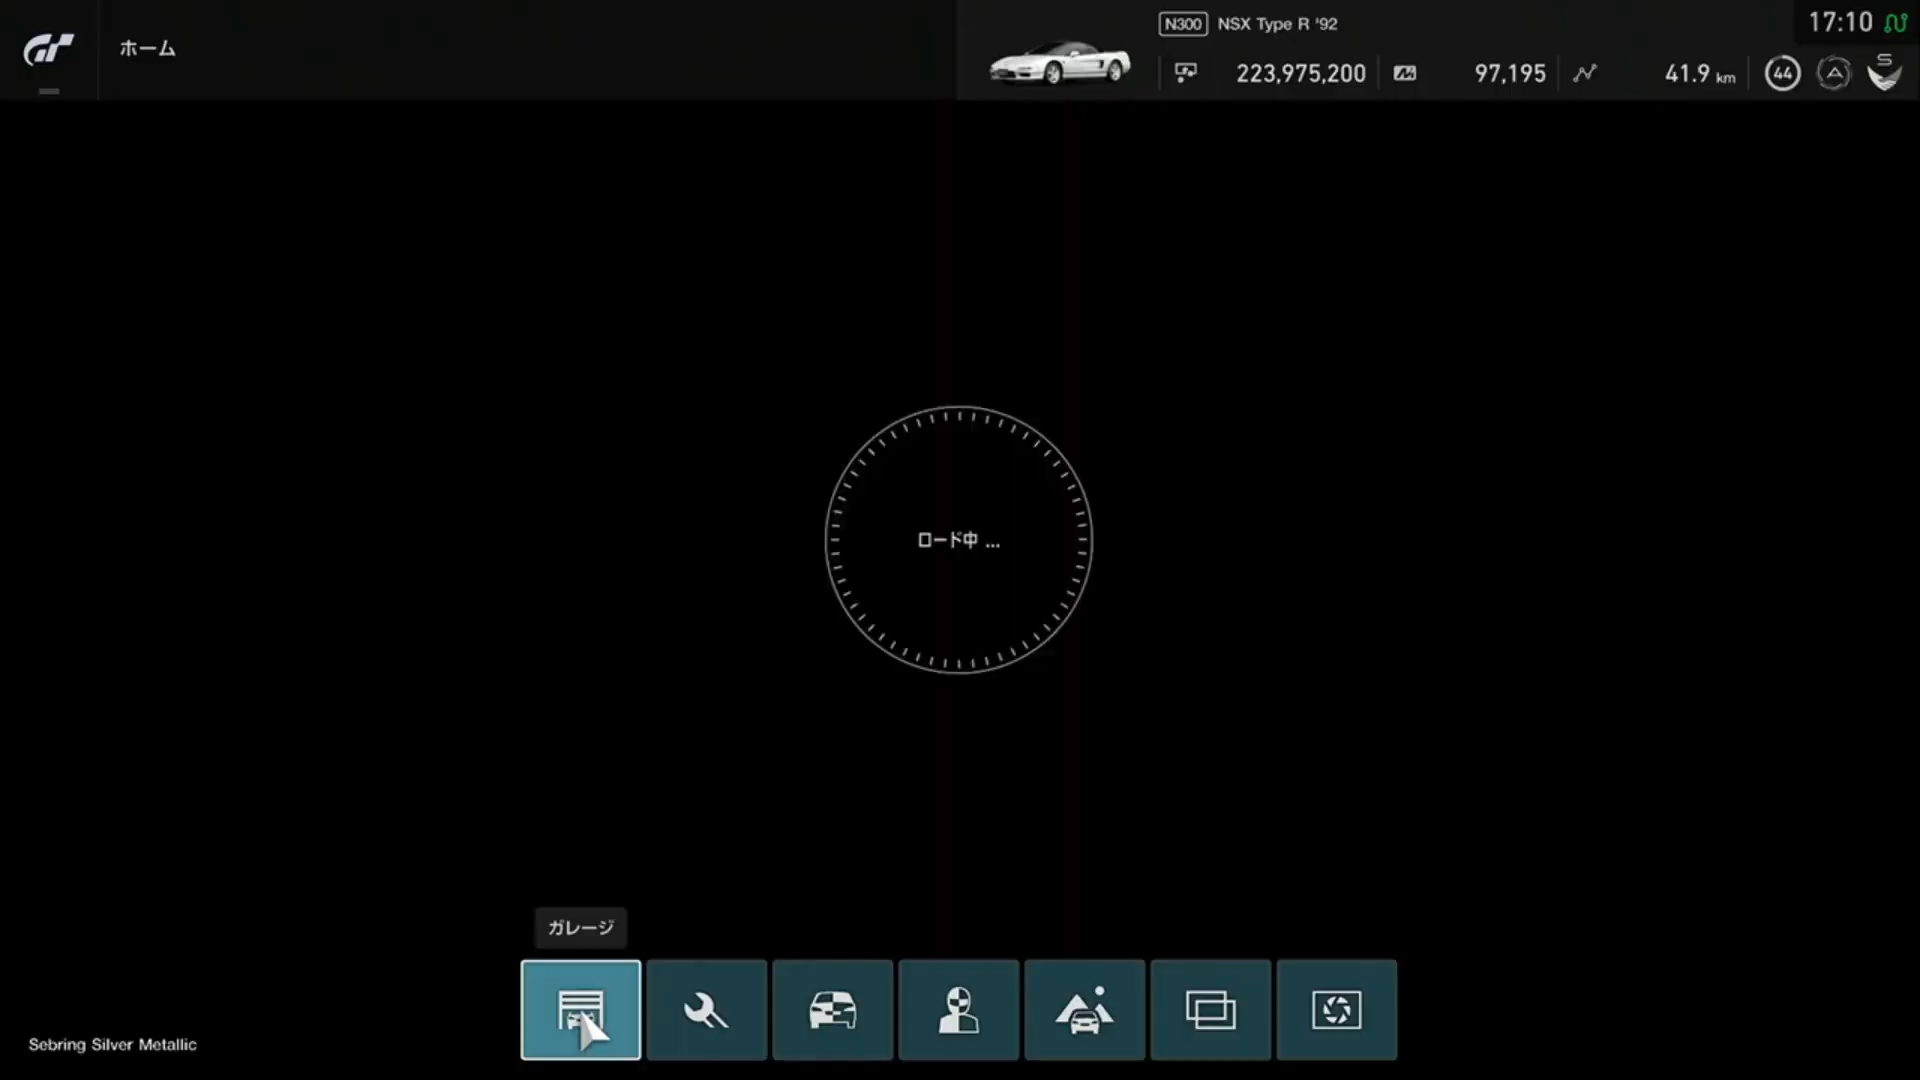 ホーム
N300 NSX Type R '92
17:10
223,975,200
97,195
41.9 km
44
A
S
ロード中 ...
ガレージ
Sebring Silver Metallic